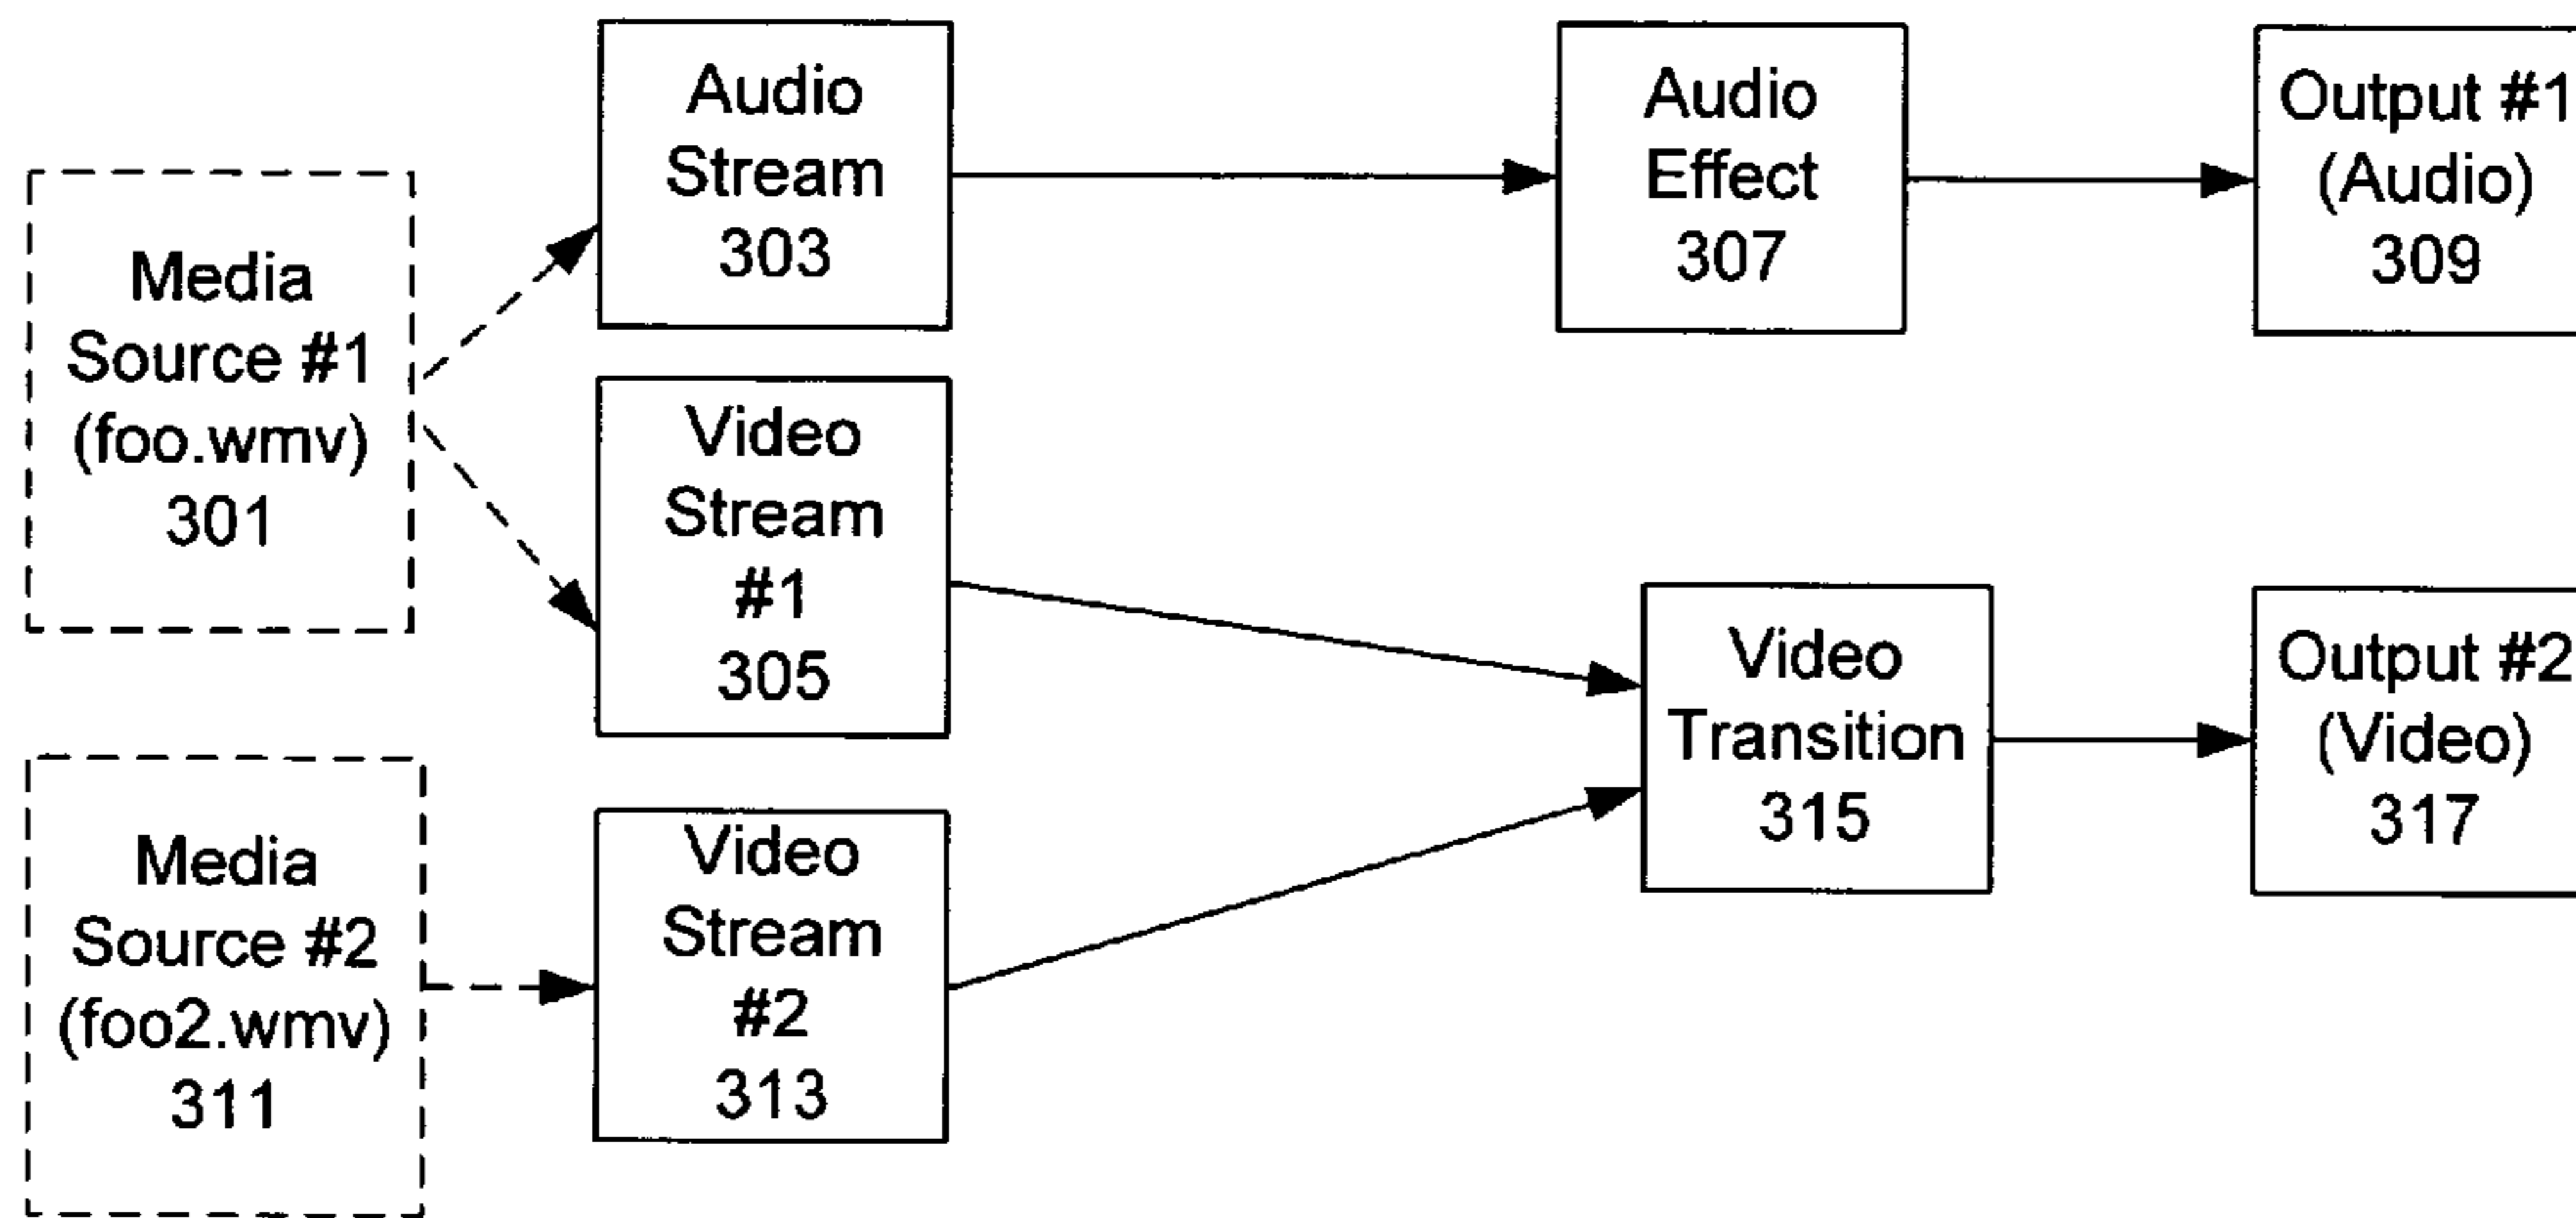 Audio
Stream
303
Audio
Effect
307
Output #1
(Audio)
309
Media
Source #1
(foo.wmv)
301
Video
Stream
#1
305
Video
Transition
315
Output #2
(Video)
317
Media
Source #2
(foo2.wmv)
311
Video
Stream
#2
313